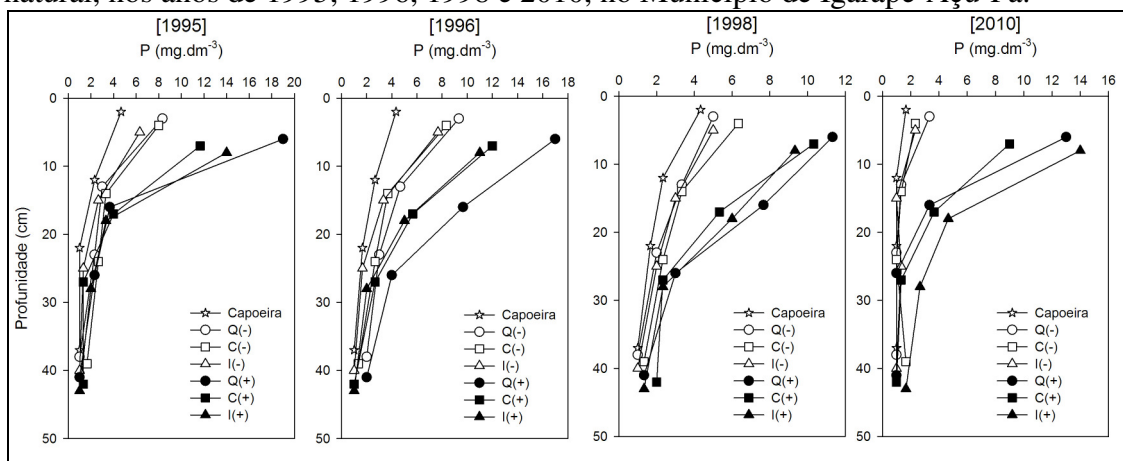 natural, nos anos de 1995, 1996, 1998 e 2010, no Município de Igarapé-Açu-Pa.
[1995] [1996] [1998] [2010]
P (mg.dm-3) P (mg.dm-3) P (mg.dm-3) P (mg.dm-3)
0 2 4 6 8 10 12 14 16 18 20 0 2 4 6 8 10 12 14 16 18 0 2 4 6 8 10 12 0 2 4 6 8 10 12 14 16
0 0 0 0
10 10 10 10
20 20 20 20
30 30 30 30
40 40 40 40
50 50 50 50
Profunidade (cm)
Capoeira Capoeira Capoeira Capoeira
Q(-) Q(-) Q(-) Q(-)
C(-) C(-) C(-) C(-)
I(-) I(-) I(-) I(-)
Q(+) Q(+) Q(+) Q(+)
C(+) C(+) C(+) C(+)
I(+) I(+) I(+) I(+)